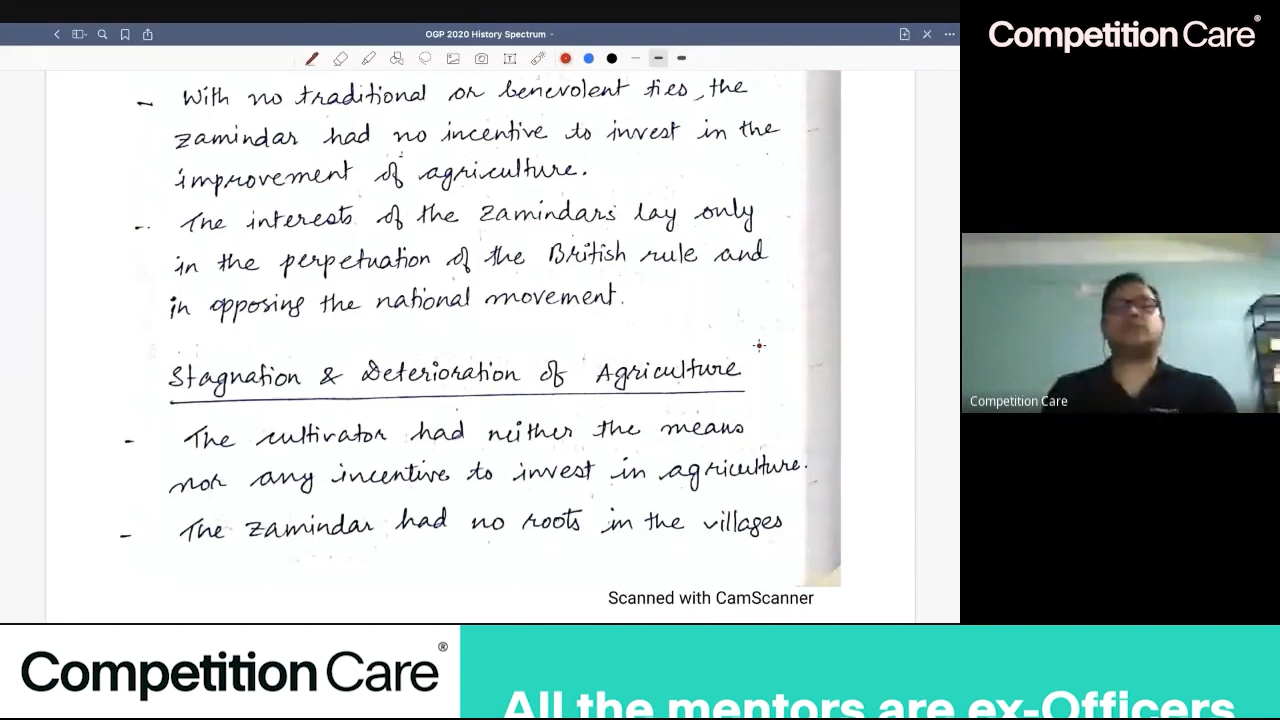 OGP 2020 History Spectrum
Competition Care®
- With no traditional or benevolent ties, the
zamindar had no incentive to invest in the
improvement of agriculture.
- The interests of the zamindars lay only
in the perpetuation of the British rule and
in opposing the national movement.
Stagnation & Deterioration of Agriculture
- The cultivator had neither the means
nor any incentive to invest in agriculture.
- The zamindar had no roots in the villages
Scanned with CamScanner
Competition Care
Competition Care®
All the mentors are ex-Officers